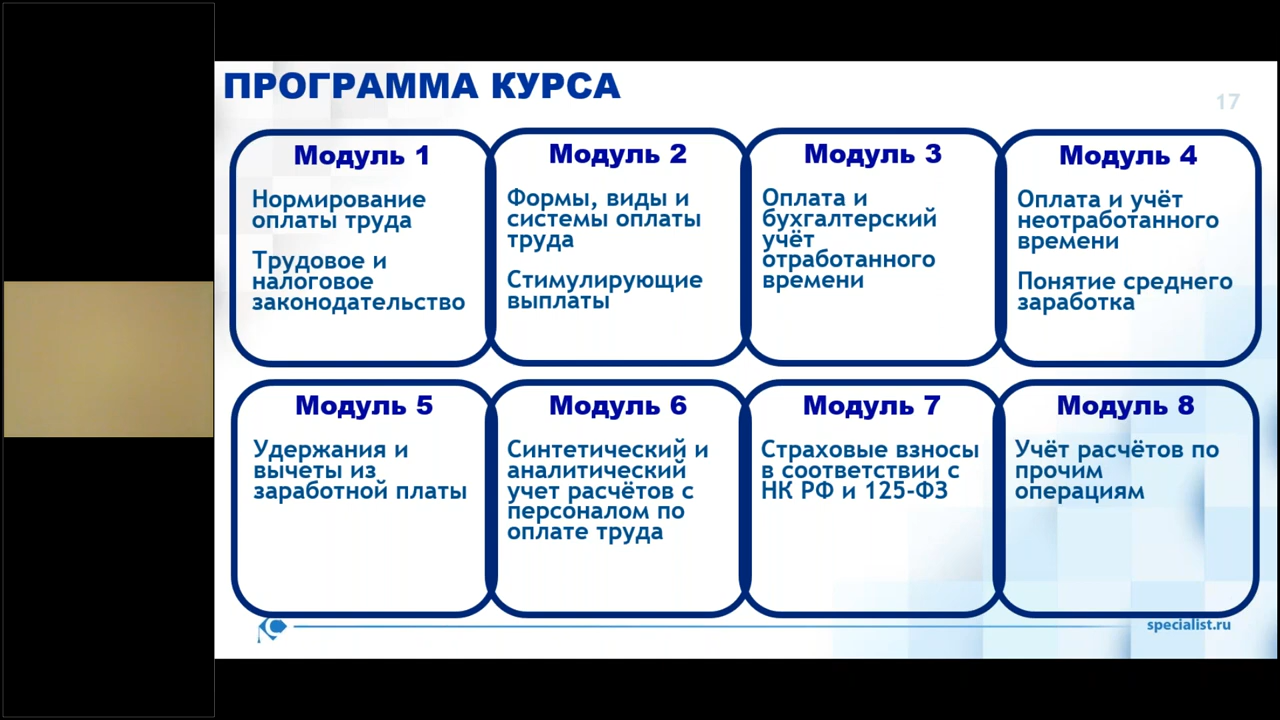 ПРОГРАММА КУРСА
17
Модуль 1
Нормирование
оплаты труда
Трудовое и
налоговое
законодательство
Модуль 2
Формы, виды и
системы оплаты
труда
Стимулирующие
выплаты
Модуль 3
Оплата и
бухгалтерский
учёт
отработанного
времени
Модуль 4
Оплата и учёт
неотработанного
времени
Понятие среднего
заработка
Модуль 5
Удержания и
вычеты из
заработной платы
Модуль 6
Синтетический и
аналитический
учет расчётов с
персоналом по
оплате труда
Модуль 7
Страховые взносы
в соответствии с
НК РФ и 125-ФЗ
Модуль 8
Учёт расчётов по
прочим
операциям
specialist.ru